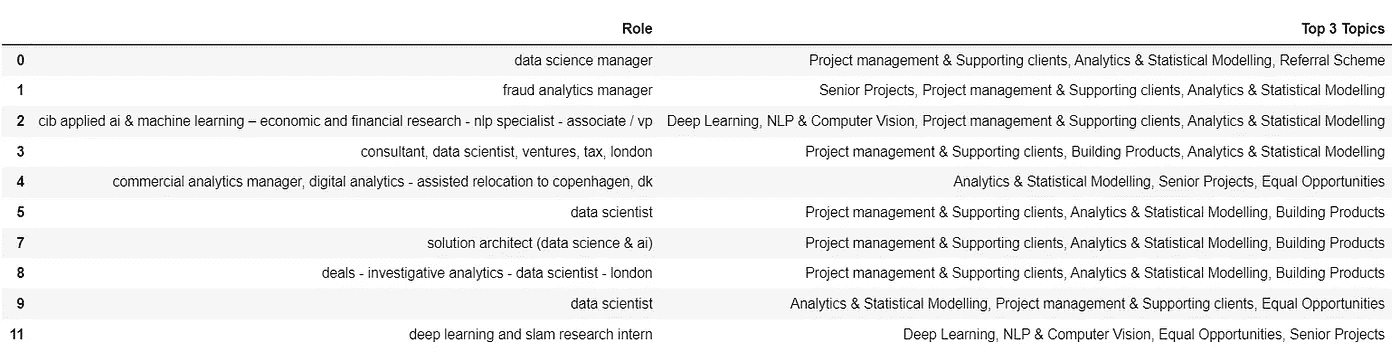 Role Top 3 Topics
0 data science manager Project management & Supporting clients, Analytics & Statistical Modelling, Referral Scheme
1 fraud analytics manager Senior Projects, Project management & Supporting clients, Analytics & Statistical Modelling
2 cib applied ai & machine learning – economic and financial research - nlp specialist - associate / vp Deep Learning, NLP & Computer Vision, Project management & Supporting clients, Analytics & Statistical Modelling
3 consultant, data scientist, ventures, tax, london Project management & Supporting clients, Building Products, Analytics & Statistical Modelling
4 commercial analytics manager, digital analytics - assisted relocation to copenhagen, dk Analytics & Statistical Modelling, Senior Projects, Equal Opportunities
5 data scientist Project management & Supporting clients, Analytics & Statistical Modelling, Building Products
7 solution architect (data science & ai) Project management & Supporting clients, Analytics & Statistical Modelling, Building Products
8 deals - investigative analytics - data scientist - london Project management & Supporting clients, Analytics & Statistical Modelling, Building Products
9 data scientist Analytics & Statistical Modelling, Project management & Supporting clients, Equal Opportunities
11 deep learning and slam research intern Deep Learning, NLP & Computer Vision, Equal Opportunities, Senior Projects